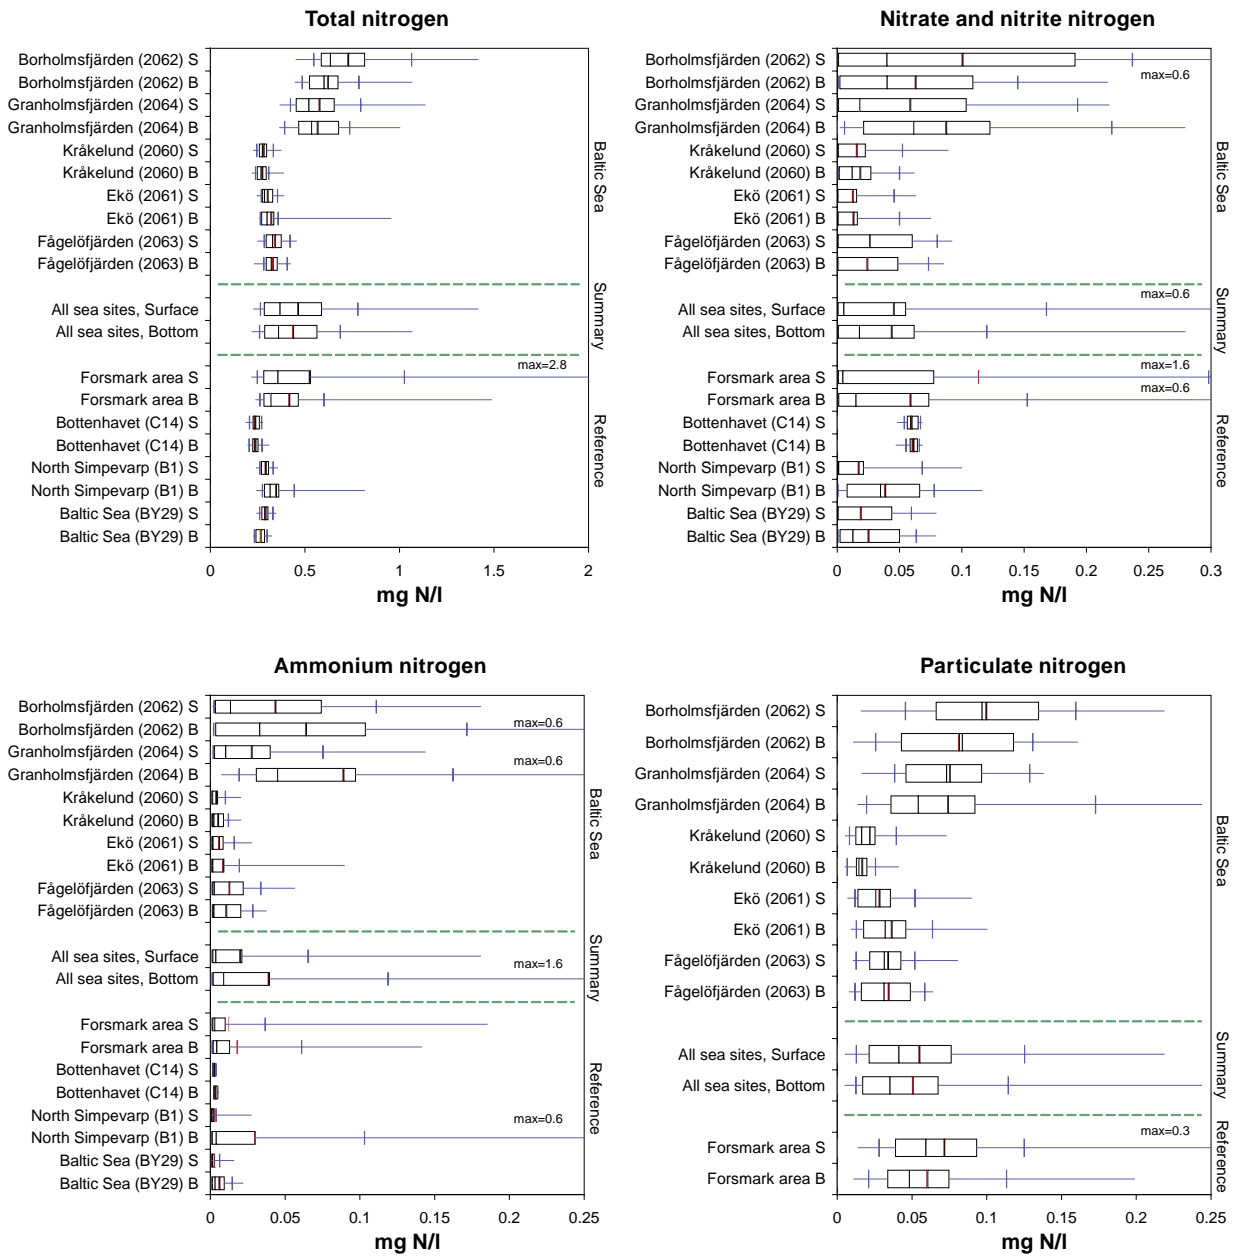 Total nitrogen
Borholmsfjärden (2062) S
Borholmsfjärden (2062) B
Granholmsfjärden (2064) S
Granholmsfjärden (2064) B
Kråkelund (2060) S
Kråkelund (2060) B
Ekö (2061) S
Ekö (2061) B
Fågelöfjärden (2063) S
Fågelöfjärden (2063) B
All sea sites, Surface
All sea sites, Bottom
Forsmark area S
Forsmark area B
Bottenhavet (C14) S
Bottenhavet (C14) B
North Simpevarp (B1) S
North Simpevarp (B1) B
Baltic Sea (BY29) S
Baltic Sea (BY29) B
max=2.8
Baltic Sea
Summary
Reference
0 0.5 1 1.5 2
mg N/l
Nitrate and nitrite nitrogen
Borholmsfjärden (2062) S
Borholmsfjärden (2062) B
Granholmsfjärden (2064) S
Granholmsfjärden (2064) B
Kråkelund (2060) S
Kråkelund (2060) B
Ekö (2061) S
Ekö (2061) B
Fågelöfjärden (2063) S
Fågelöfjärden (2063) B
All sea sites, Surface
All sea sites, Bottom
Forsmark area S
Forsmark area B
Bottenhavet (C14) S
Bottenhavet (C14) B
North Simpevarp (B1) S
North Simpevarp (B1) B
Baltic Sea (BY29) S
Baltic Sea (BY29) B
max=0.6
max=0.6
max=1.6
max=0.6
Baltic Sea
Summary
Reference
0 0.05 0.1 0.15 0.2 0.25 0.3
mg N/l
Ammonium nitrogen
Borholmsfjärden (2062) S
Borholmsfjärden (2062) B
Granholmsfjärden (2064) S
Granholmsfjärden (2064) B
Kråkelund (2060) S
Kråkelund (2060) B
Ekö (2061) S
Ekö (2061) B
Fågelöfjärden (2063) S
Fågelöfjärden (2063) B
All sea sites, Surface
All sea sites, Bottom
Forsmark area S
Forsmark area B
Bottenhavet (C14) S
Bottenhavet (C14) B
North Simpevarp (B1) S
North Simpevarp (B1) B
Baltic Sea (BY29) S
Baltic Sea (BY29) B
max=0.6
max=0.6
max=1.6
max=0.6
Baltic Sea
Summary
Reference
0 0.05 0.1 0.15 0.2 0.25
mg N/l
Particulate nitrogen
Borholmsfjärden (2062) S
Borholmsfjärden (2062) B
Granholmsfjärden (2064) S
Granholmsfjärden (2064) B
Kråkelund (2060) S
Kråkelund (2060) B
Ekö (2061) S
Ekö (2061) B
Fågelöfjärden (2063) S
Fågelöfjärden (2063) B
All sea sites, Surface
All sea sites, Bottom
Forsmark area S
Forsmark area B
max=0.3
Baltic Sea
Summary
Reference
0 0.05 0.1 0.15 0.2 0.25
mg N/l